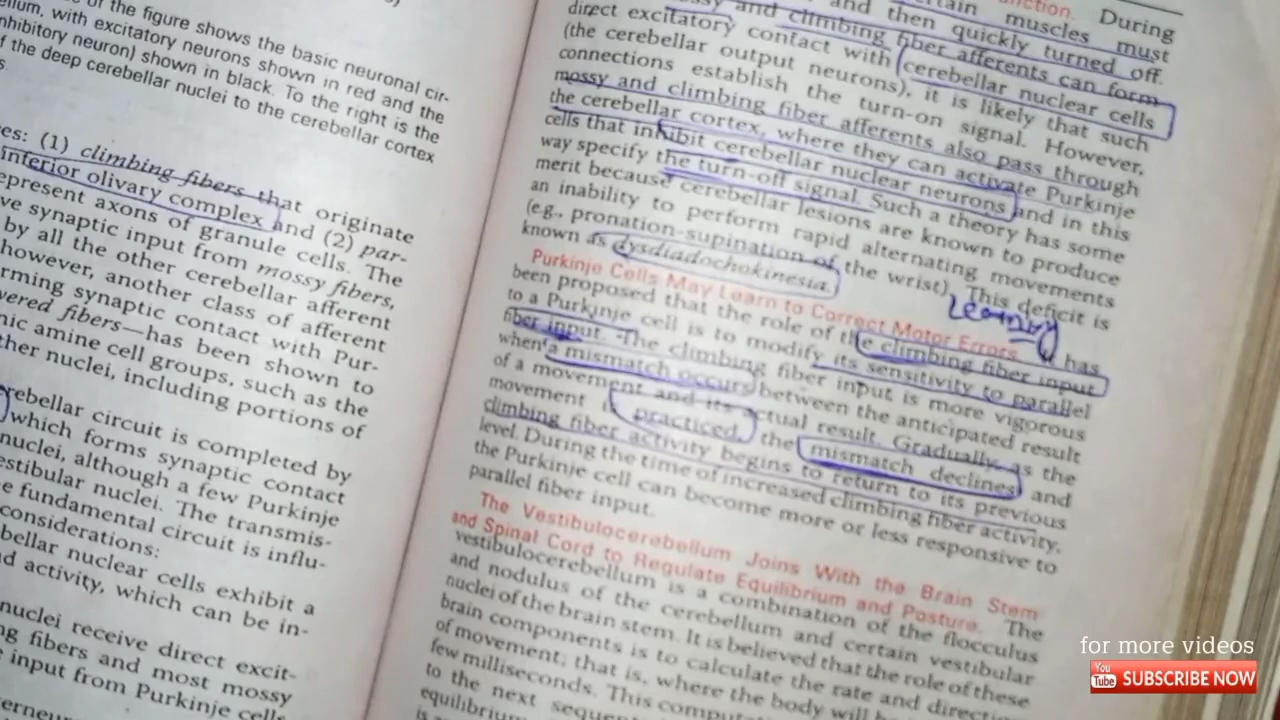 of the figure shows the basic neuronal cir-
with excitatory neurons shown in red and the
nhibitory neuron) shown in black. To the right is the
f the deep cerebellar nuclei to the cerebellar cortex
es: (1) climbing fibers that originate
inferior olivary complex and (2) par-
epresent axons of granule cells. The
ve synaptic input from mossy fibers,
by all the other cerebellar afferent
however, another class of afferent
rming synaptic contact with Pur-
vered fibers—has been shown to
nic amine cell groups, such as the
ther nuclei, including portions of
rebellar circuit is completed by
which forms synaptic contact
nuclei, although a few Purkinje
estibular nuclei. The transmis-
e fundamental circuit is influ-
considerations:
bellar nuclear cells exhibit a
d activity, which can be in-
nuclei receive direct excit-
ng fibers and most mossy
input from Purkinje cells
nction. During
rtain muscles must
and then quickly turned off.
ssy and climbing fiber afferents can form
direct excitatory contact with cerebellar nuclear cells
(the cerebellar output neurons), it is likely that such
connections establish the turn-on signal. However,
mossy and climbing fiber afferents also pass through
the cerebellar cortex, where they can activate Purkinje
cells that inhibit cerebellar nuclear neurons and in this
way specify the turn-off signal. Such a theory has some
merit because cerebellar lesions are known to produce
an inability to perform rapid alternating movements
(e.g., pronation-supination of the wrist). This deficit is
known as dysdiadochokinesia.
Learning
Purkinje Cells May Learn to Correct Motor Errors. has
been proposed that the role of the climbing fiber input
to a Purkinje cell is to modify its sensitivity to parallel
fiber input. The climbing fiber input is more vigorous
when a mismatch occurs between the anticipated result
of a movement and its actual result. Gradually, as the
movement is practiced, the mismatch declines and
climbing fiber activity begins to return to its previous
level. During the time of increased climbing fiber activity,
the Purkinje cell can become more or less responsive to
parallel fiber input.
The Vestibulocerebellum Joins With the Brain Stem
and Spinal Cord to Regulate Equilibrium and Posture. The
vestibulocerebellum is a combination of the flocculus
and nodulus of the cerebellum and certain vestibular
nuclei of the brain stem. It is believed that the role of these
brain components is to calculate the rate and direction
of movement; that is, where the body will be
few milliseconds. This
to the next
for more videos
You Tube SUBSCRIBE NOW